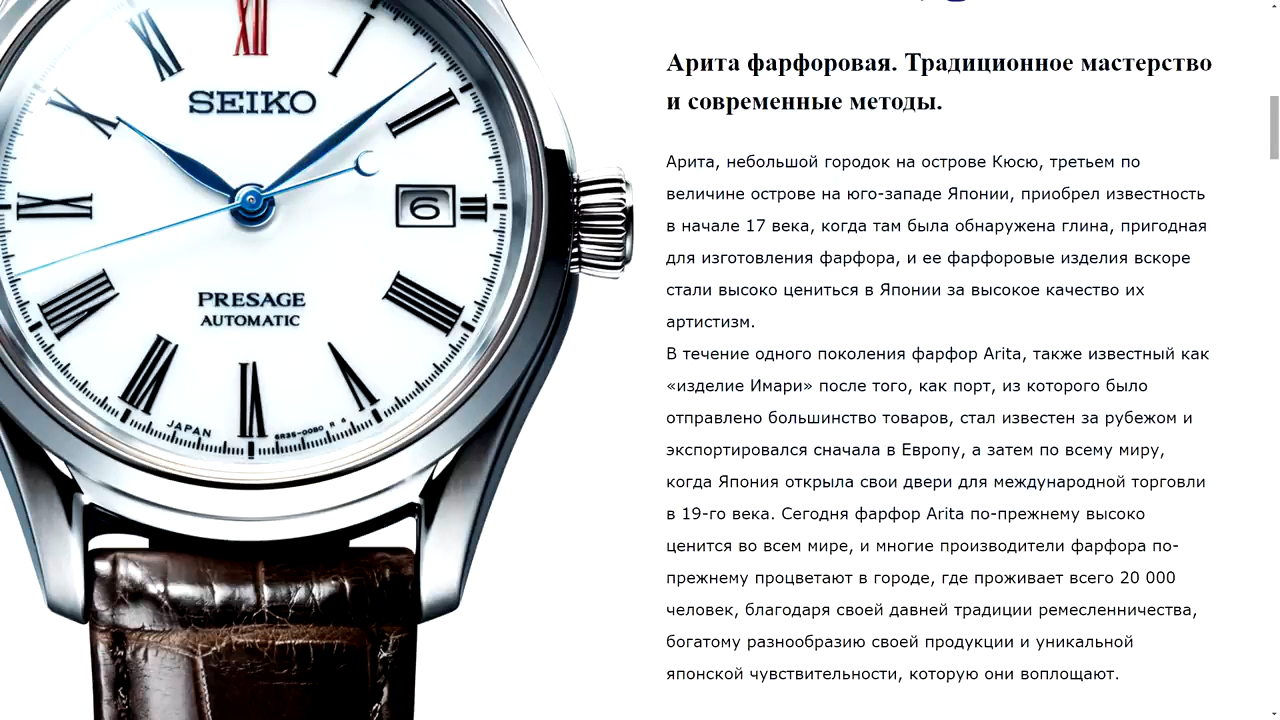 XII
SEIKO
6
PRESAGE
AUTOMATIC
JAPAN
6R35-00B0 R
Арита фарфоровая. Традиционное мастерство
и современные методы.
Арита, небольшой городок на острове Кюсю, третьем по
величине острове на юго-западе Японии, приобрел известность
в начале 17 века, когда там была обнаружена глина, пригодная
для изготовления фарфора, и ее фарфоровые изделия вскоре
стали высоко цениться в Японии за высокое качество их
артистизм.
В течение одного поколения фарфор Arita, также известный как
«изделие Имари» после того, как порт, из которого было
отправлено большинство товаров, стал известен за рубежом и
экспортировался сначала в Европу, а затем по всему миру,
когда Япония открыла свои двери для международной торговли
в 19-го века. Сегодня фарфор Arita по-прежнему высоко
ценится во всем мире, и многие производители фарфора по-
прежнему процветают в городе, где проживает всего 20 000
человек, благодаря своей давней традиции ремесленничества,
богатому разнообразию своей продукции и уникальной
японской чувствительности, которую они воплощают.